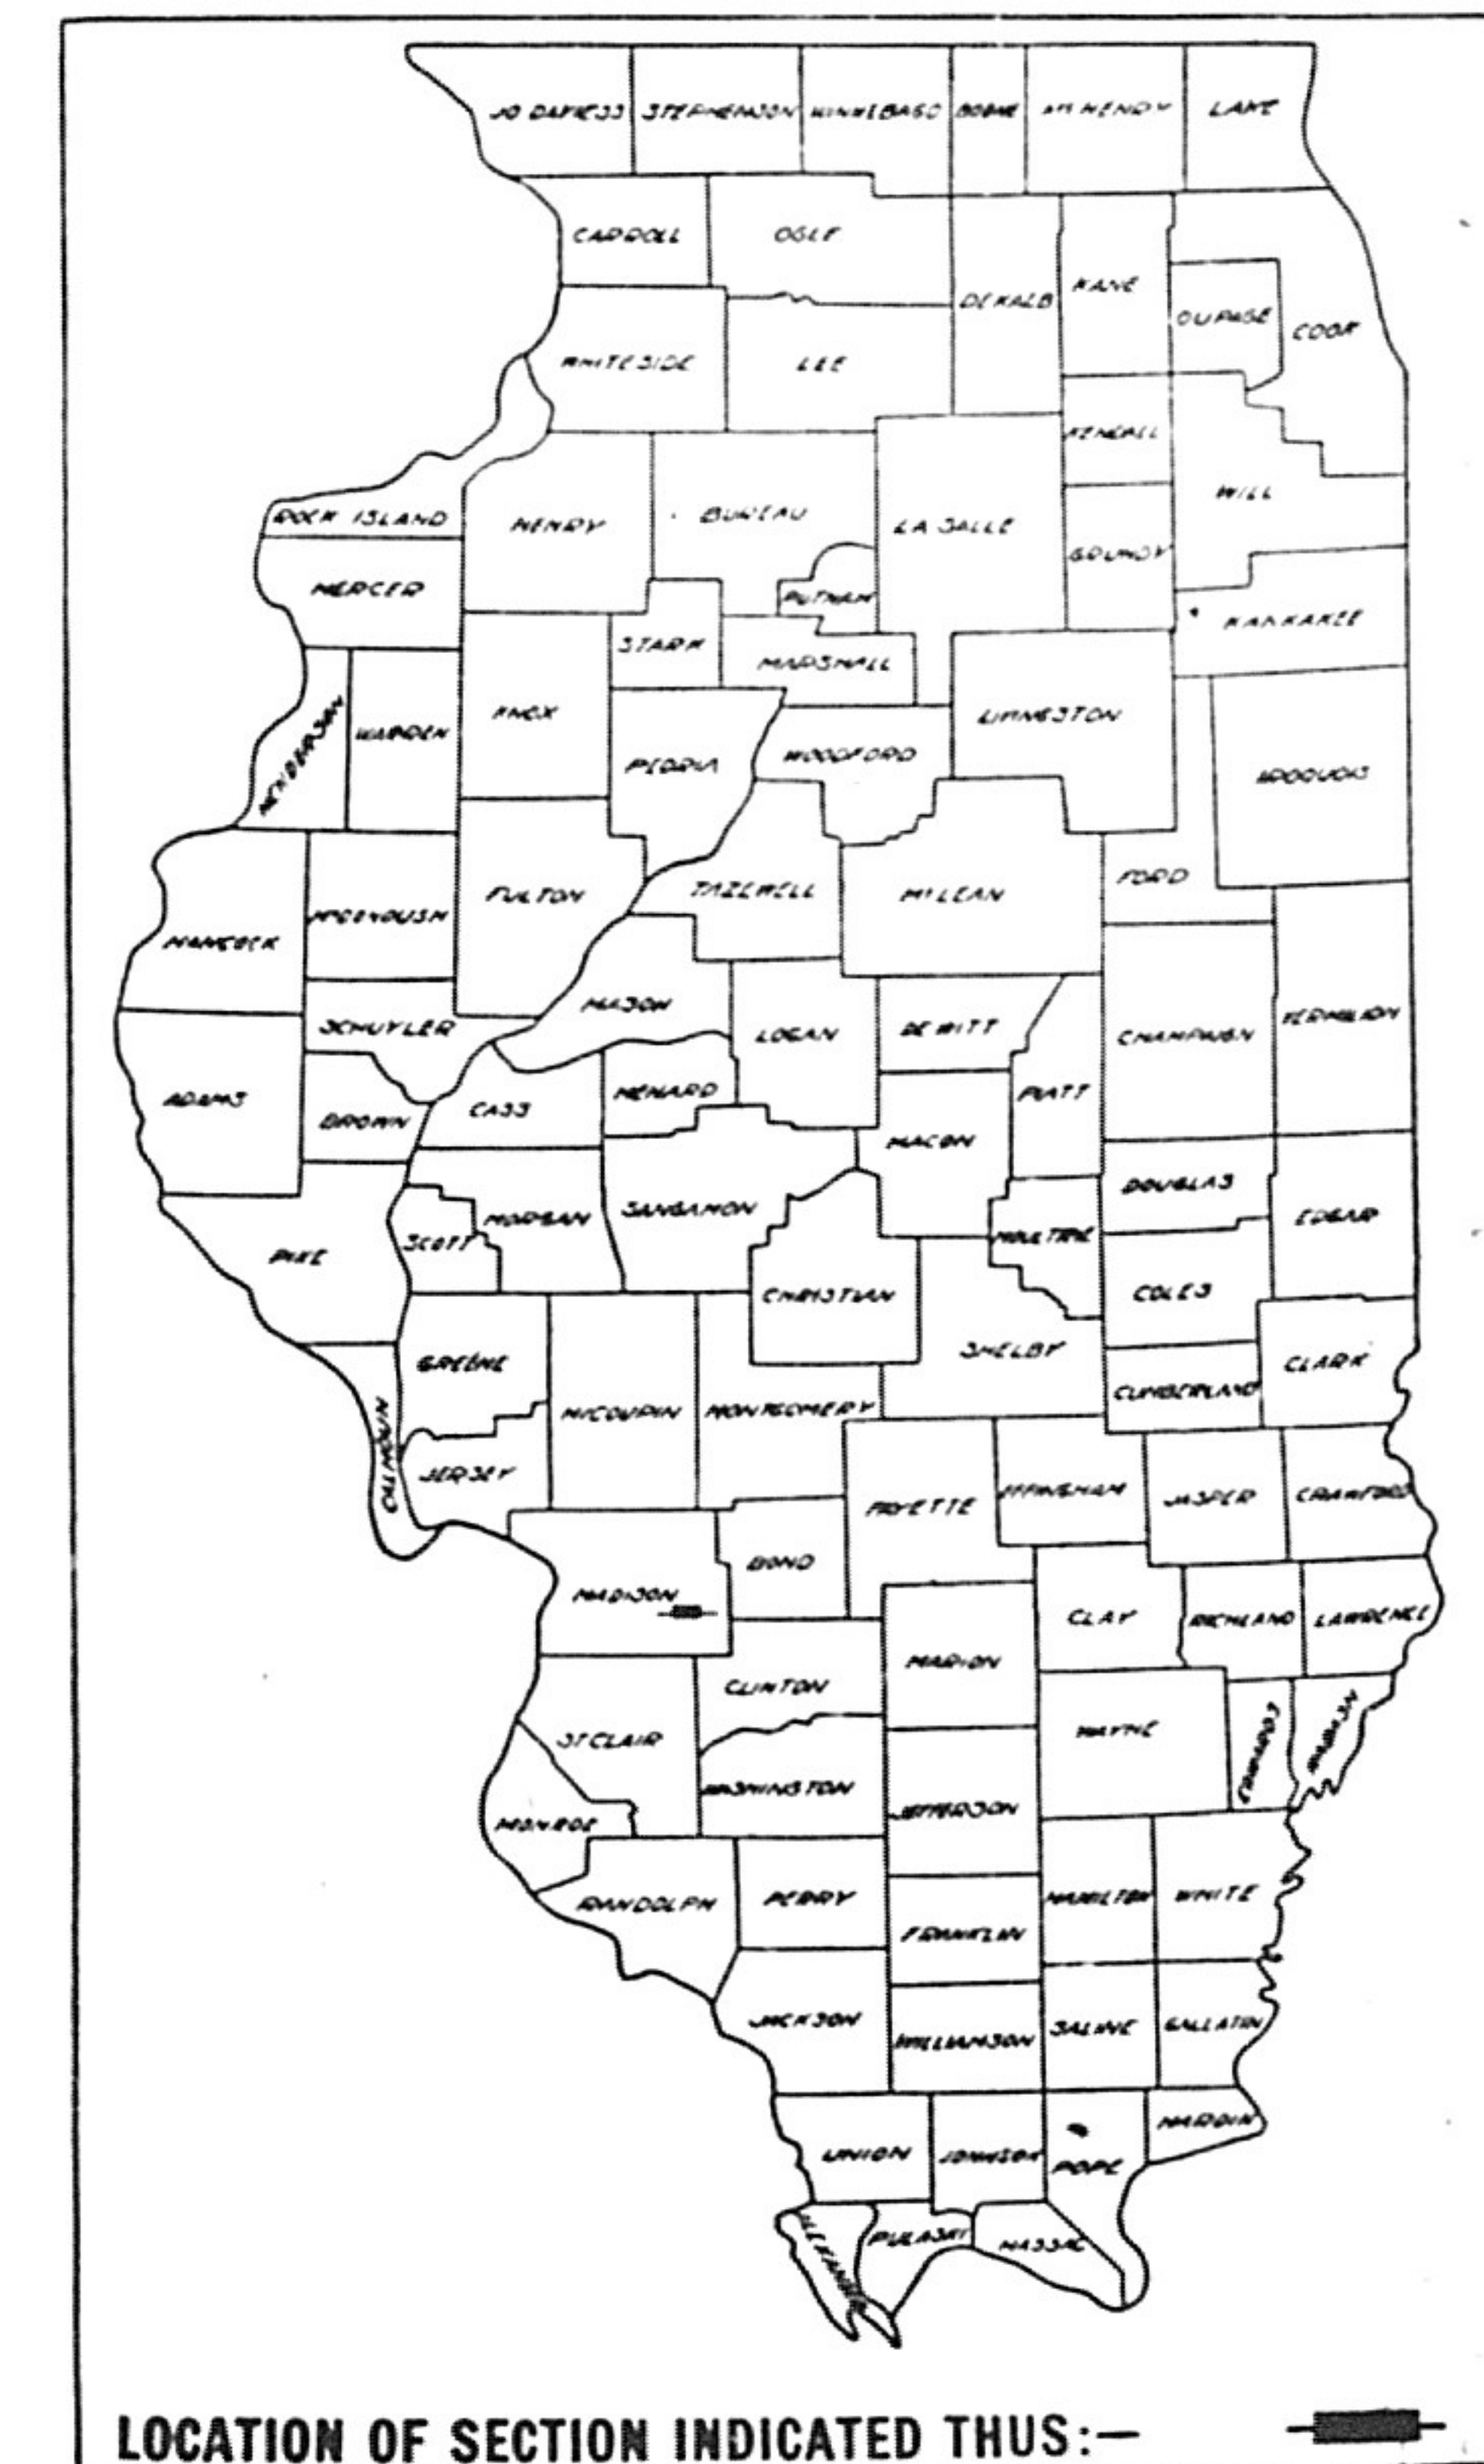 JO DAVIESS STEPHENSON WINNEBAGO BOONE McHENRY LAKE
CARROLL OGLE
DEKALB KANE
DUPAGE COOK
WHITESIDE LEE
KENDALL
WILL
ROCK ISLAND HENRY BUREAU LA SALLE
GRUNDY
MERCER PUTNAM
KANKAKEE
STARK
MARSHALL
HENDERSON WARREN KNOX LIVINGSTON
PEORIA WOODFORD
IROQUOIS
FULTON TAZEWELL McLEAN FORD
HANCOCK McDONOUGH
MASON
SCHUYLER LOGAN DE WITT CHAMPAIGN VERMILION
ADAMS BROWN CASS MENARD PIATT
MACON
DOUGLAS
PIKE SCOTT MORGAN SANGAMON MOULTRIE EDGAR
CHRISTIAN COLES
GREENE SHELBY CLARK
CUMBERLAND
CALHOUN MACOUPIN MONTGOMERY
JERSEY
FAYETTE EFFINGHAM JASPER CRAWFORD
BOND
MADISON
CLAY RICHLAND LAWRENCE
MARION
CLINTON
ST CLAIR WAYNE EDWARDS WABASH
WASHINGTON
MONROE JEFFERSON
RANDOLPH PERRY HAMILTON WHITE
FRANKLIN
JACKSON WILLIAMSON SALINE GALLATIN
HARDIN
UNION JOHNSON POPE
ALEXANDER PULASKI MASSAC
LOCATION OF SECTION INDICATED THUS:—